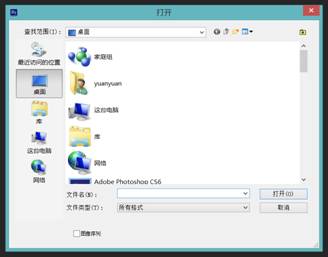 打开
查找范围(I):
桌面
最近访问的位置
桌面
库
这台电脑
网络
家庭组
yuanyuan
这台电脑
库
网络
Adobe Photoshop CS6
文件名(N):
打开(O)
文件类型(T):
所有格式
取消
图像序列